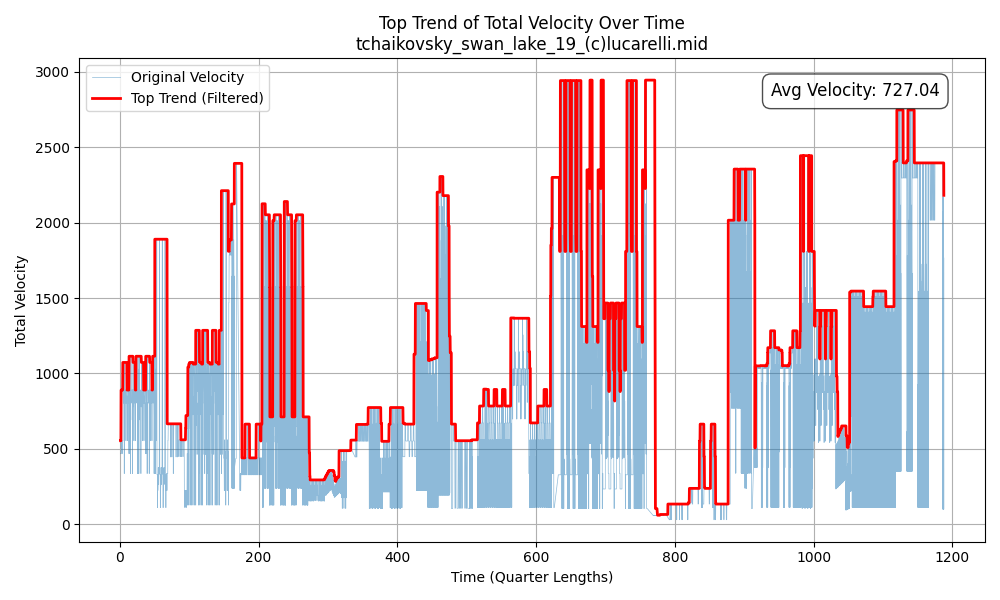 Top Trend of Total Velocity Over Time
tchaikovsky_swan_lake_19_(c)lucarelli.mid
Original Velocity
Top Trend (Filtered)
Avg Velocity: 727.04
Total Velocity
3000
2500
2000
1500
1000
500
0
0 200 400 600 800 1000 1200
Time (Quarter Lengths)